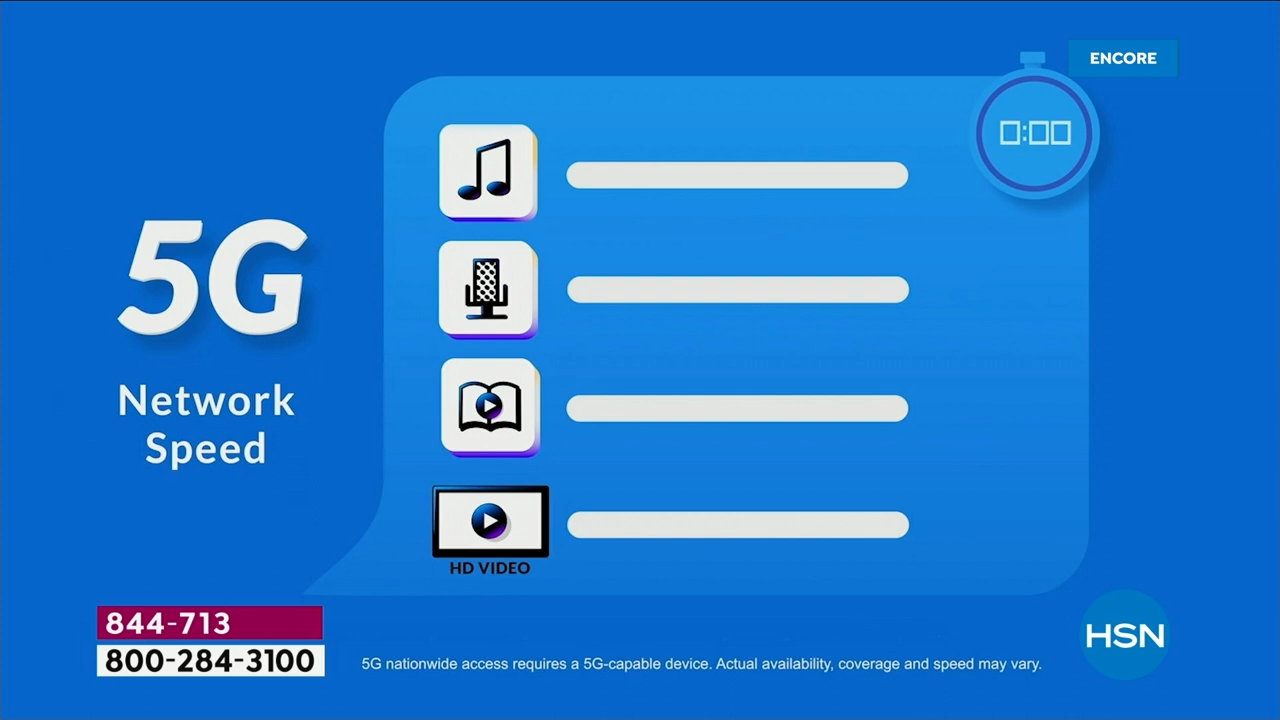 ENCORE
0:00
5G
Network
Speed
HD VIDEO
844-713
800-284-3100
5G nationwide access requires a 5G-capable device. Actual availability, coverage and speed may vary.
HSN